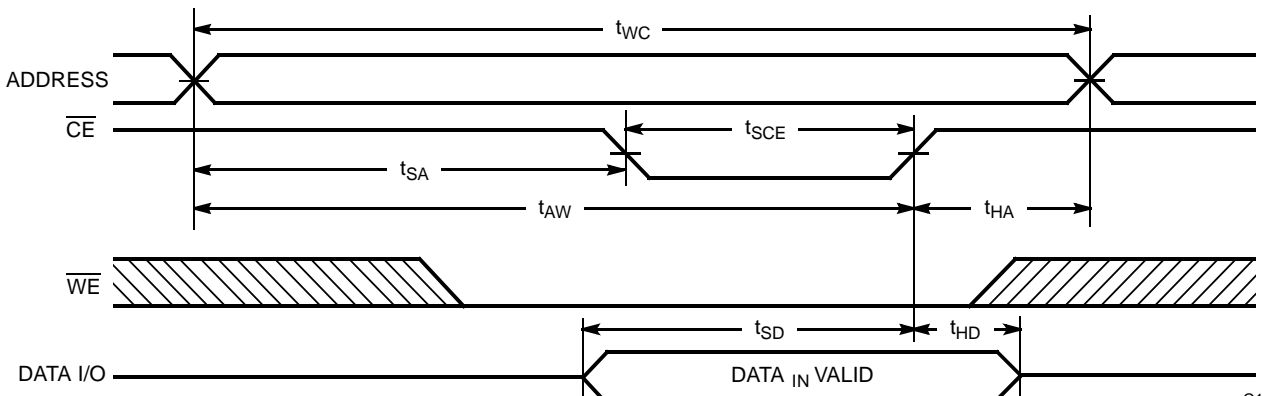 tWC
ADDRESS
CE
tSCE
tSA
tAW
tHA
WE
tSD
tHD
DATA I/O
DATA IN VALID